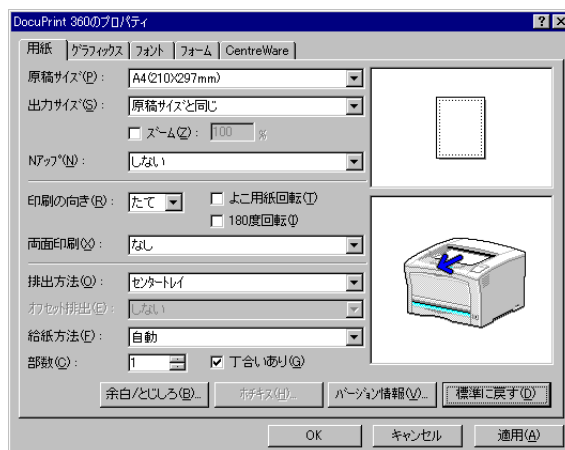 DocuPrint 360のプロパティ
用紙 グラフィックス フォント フォーム CentreWare
原稿サイズ(P): A4(210X297mm)
出力サイズ(S): 原稿サイズと同じ
ズーム(Z): 100 %
Nアップ(N): しない
印刷の向き(R): たて よこ用紙回転(T)
180度回転(I)
両面印刷(X): なし
排出方法(O): センタートレイ
オフセット排出(E): しない
給紙方法(F): 自動
部数(C): 1 丁合いあり(G)
余白/とじしろ(B)... ホチキス(H)... バージョン情報(V)... 標準に戻す(D)
OK キャンセル 適用(A)